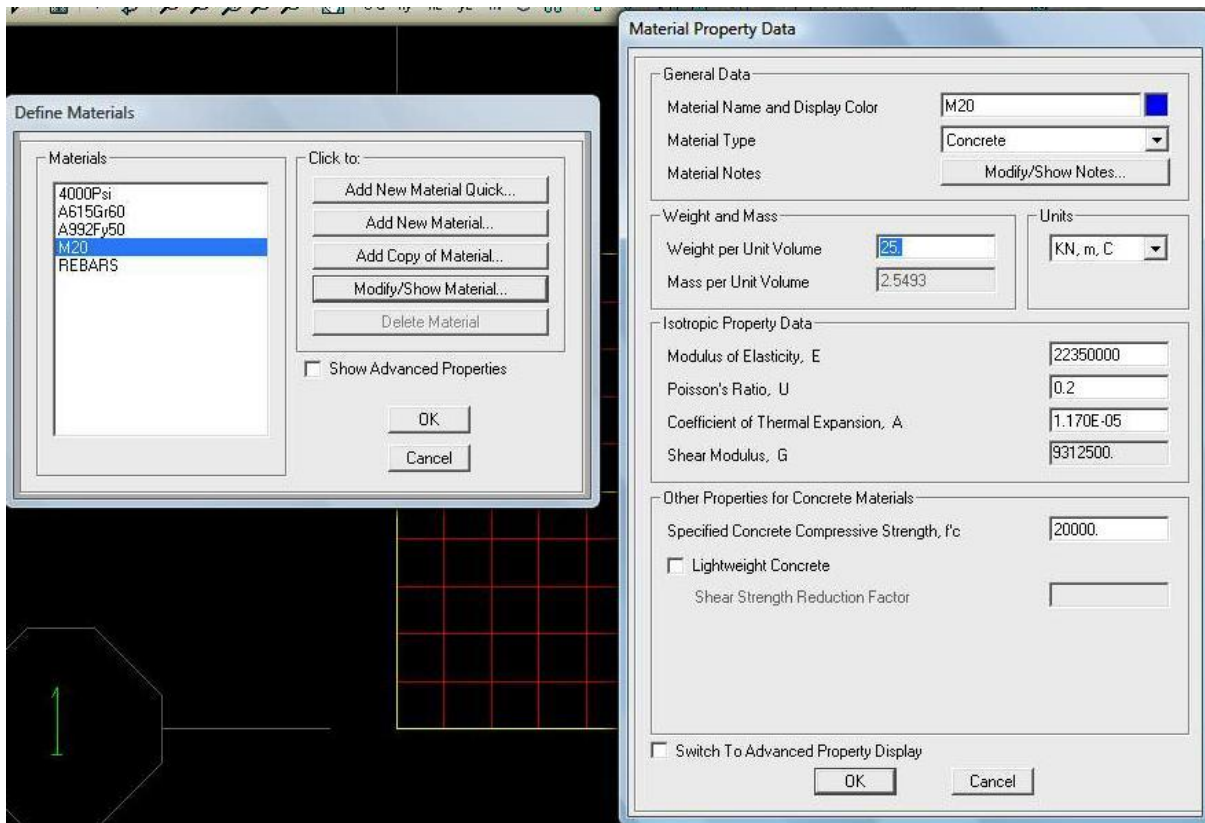 Define Materials
Materials
4000Psi
A615Gr60
A992Fy50
M20
REBARS
Click to:
Add New Material Quick...
Add New Material...
Add Copy of Material...
Modify/Show Material...
Delete Material
Show Advanced Properties
OK
Cancel
1
Material Property Data
General Data
Material Name and Display Color M20
Material Type Concrete
Material Notes Modify/Show Notes...
Weight and Mass
Weight per Unit Volume 25.
Mass per Unit Volume 2.5493
Units
KN, m, C
Isotropic Property Data
Modulus of Elasticity, E 22350000
Poisson's Ratio, U 0.2
Coefficient of Thermal Expansion, A 1.170E-05
Shear Modulus, G 9312500.
Other Properties for Concrete Materials
Specified Concrete Compressive Strength, f'c 20000.
Lightweight Concrete
Shear Strength Reduction Factor
Switch To Advanced Property Display
OK Cancel